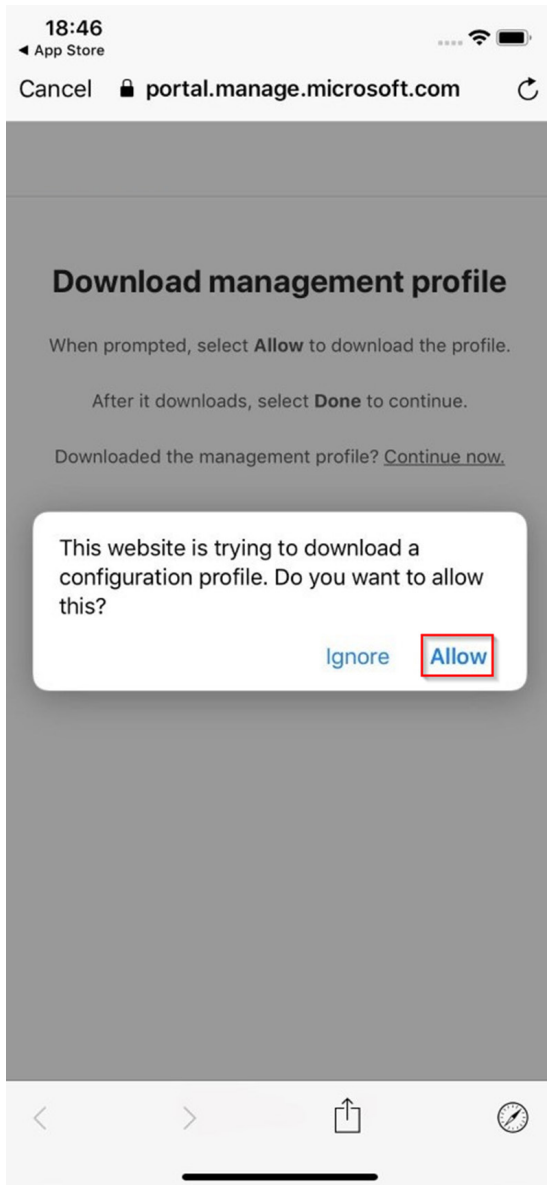 18:46
◀ App Store
Cancel portal.manage.microsoft.com
Download management profile
When prompted, select Allow to download the profile.
After it downloads, select Done to continue.
Downloaded the management profile? Continue now.
This website is trying to download a
configuration profile. Do you want to allow
this?
Ignore Allow